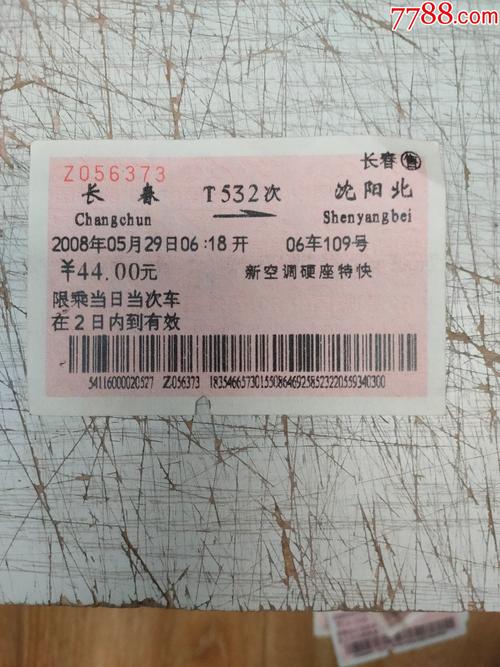 7788.com
长春售
Z056373
长春 T532次 沈阳北
Changchun Shenyangbei
2008年05月29日06:18开 06车109号
¥44.00元 新空调硬座特快
限乘当日当次车
在2日内到有效
54116000020527 Z056373 183546657301550864692585232205593403​00